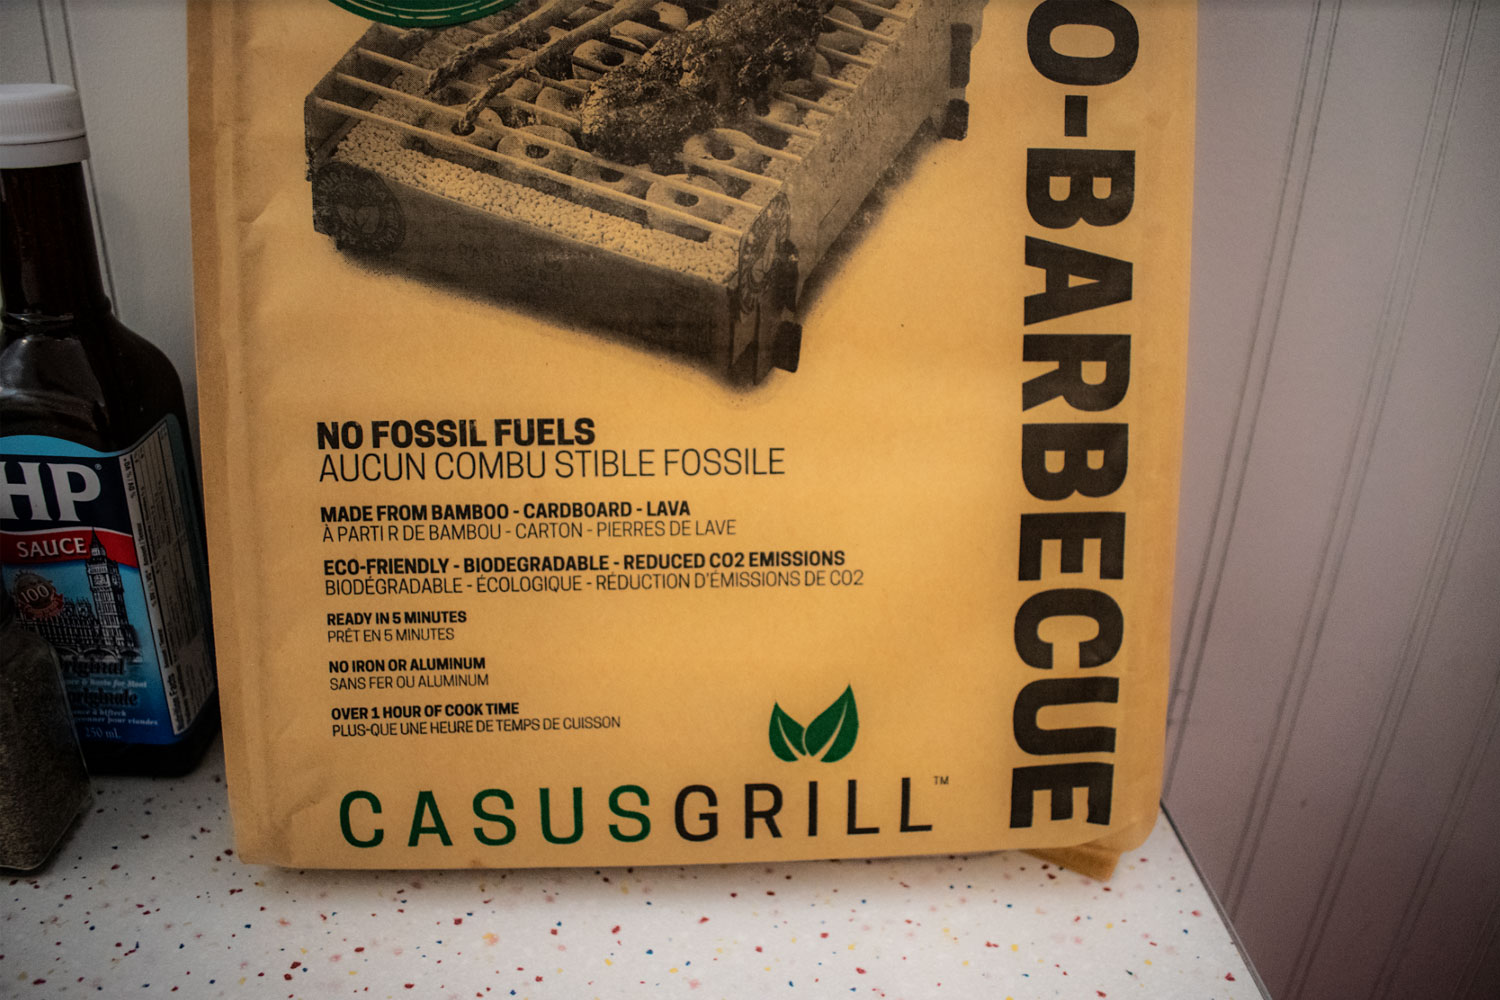 O-BARBECUE
NO FOSSIL FUELS
AUCUN COMBU STIBLE FOSSILE
MADE FROM BAMBOO - CARDBOARD - LAVA
À PARTI R DE BAMBOU - CARTON - PIERRES DE LAVE
ECO-FRIENDLY - BIODEGRADABLE - REDUCED CO2 EMISSIONS
BIODÉGRADABLE - ÉCOLOGIQUE - RÉDUCTION D'ÉMISSIONS DE CO2
READY IN 5 MINUTES
PRÊT EN 5 MINUTES
NO IRON OR ALUMINUM
SANS FER OU ALUMINUM
OVER 1 HOUR OF COOK TIME
PLUS-QUE UNE HEURE DE TEMPS DE CUISSON
CASUSGRILL™
HP®
SAUCE
100
250 mL